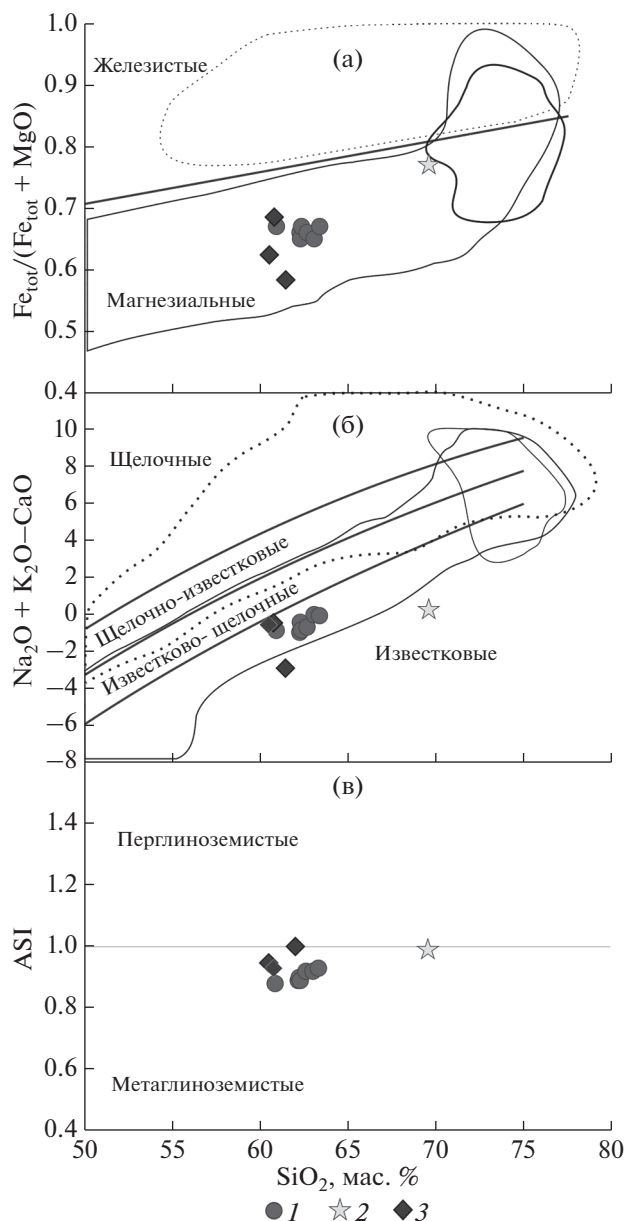 1.0
(а)
Железистые
0.9
0.8
0.7
0.6
Магнезиальные
0.5
0.4
Fe_tot/(Fe_tot + MgO)
10
(б)
Щелочные
8
6
4
2
0
−2
−4
−6
−8
Щелочно-известковые
Известково- щелочные
Известковые
Na₂O + K₂O–CaO
(в)
1.4
Перглиноземистые
1.2
1.0
0.8
0.6
Метаглиноземистые
0.4
ASI
50 55 60 65 70 75 80
SiO₂, мас. %
1 2 3